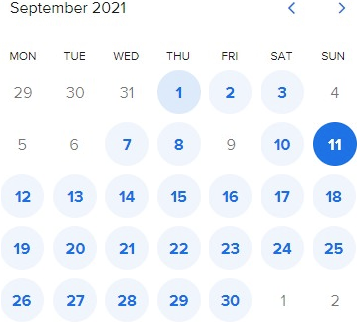 September 2021
MON TUE WED THU FRI SAT SUN
29 30 31 1 2 3 4
5 6 7 8 9 10 11
12 13 14 15 16 17 18
19 20 21 22 23 24 25
26 27 28 29 30 1 2